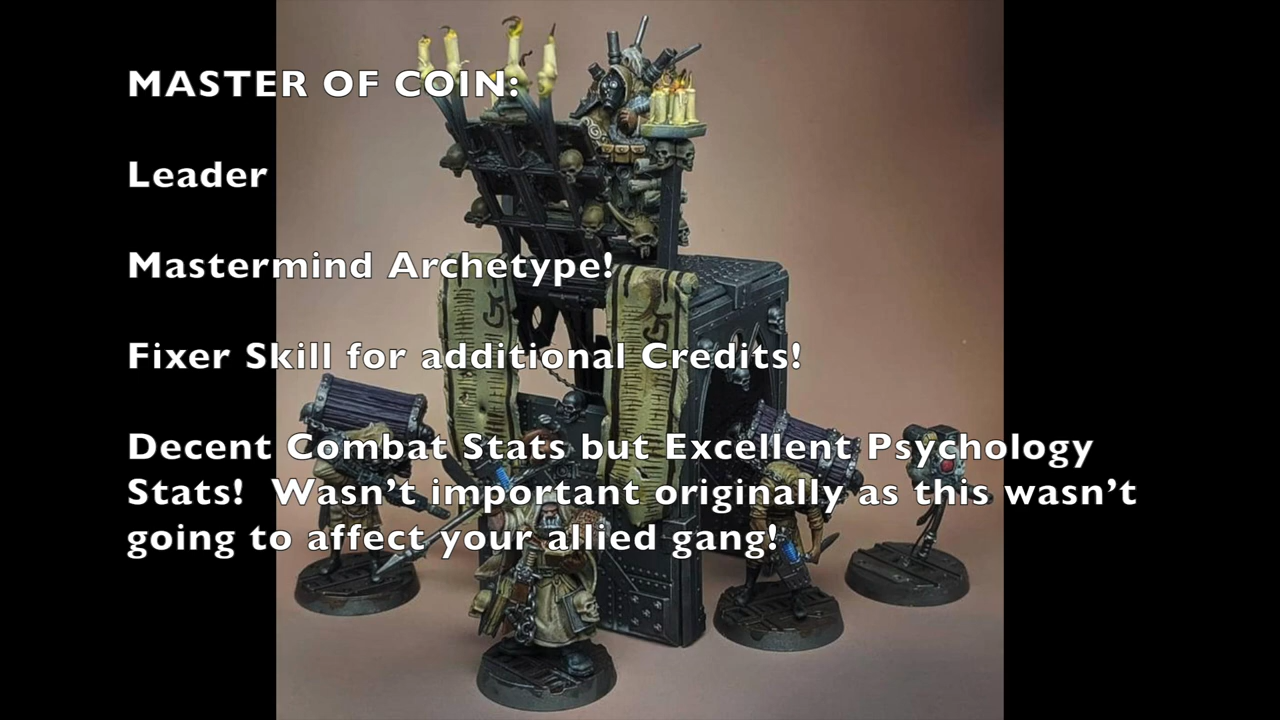 MASTER OF COIN:
Leader
Mastermind Archetype!
Fixer Skill for additional Credits!
Decent Combat Stats but Excellent Psychology
Stats!  Wasn’t important originally as this wasn’t
going to affect your allied gang!